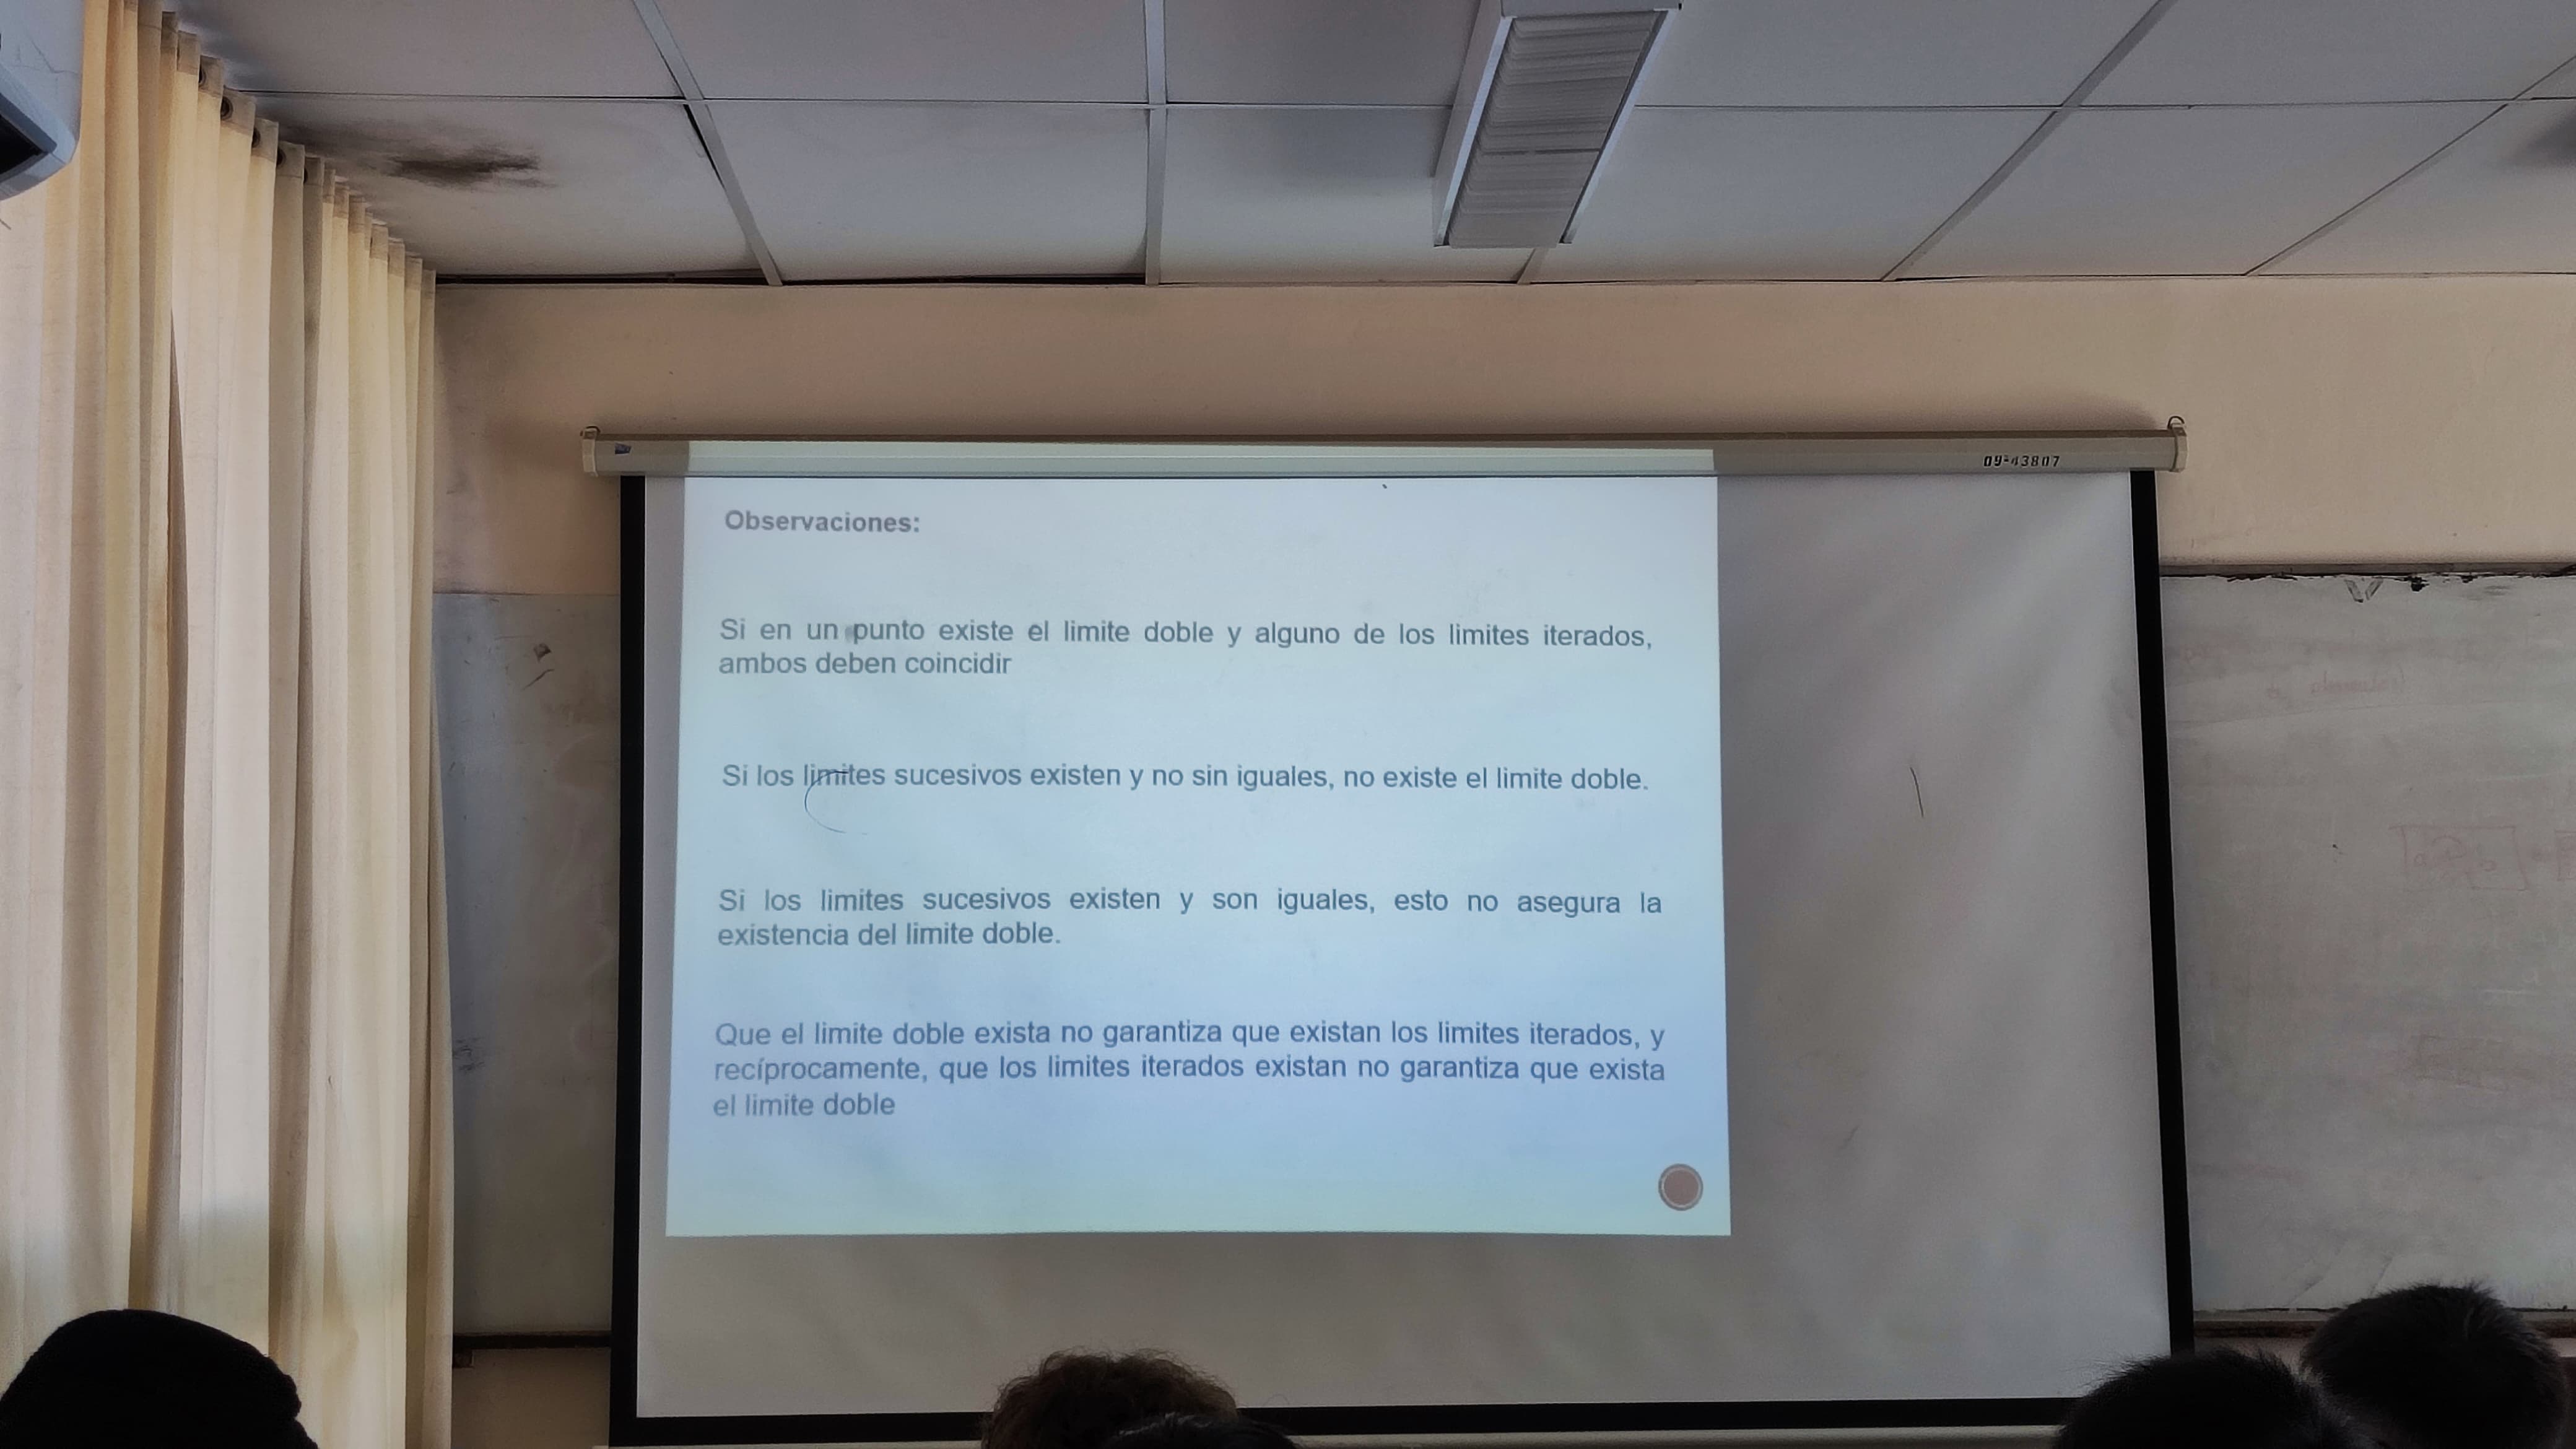 09-43807
Observaciones:
Si en un punto existe el limite doble y alguno de los limites iterados,
ambos deben coincidir
Si los limites sucesivos existen y no sin iguales, no existe el limite doble.
Si los limites sucesivos existen y son iguales, esto no asegura la
existencia del limite doble.
Que el limite doble exista no garantiza que existan los limites iterados, y
recíprocamente, que los limites iterados existan no garantiza que exista
el limite doble